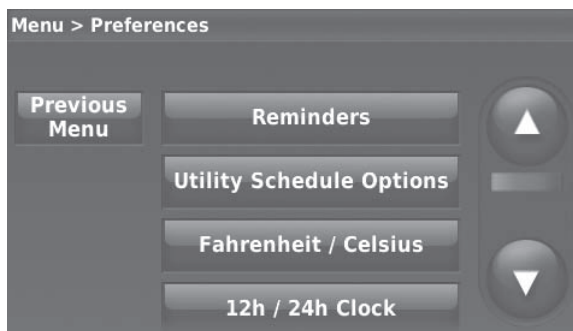 Menu > Preferences
Previous
Menu
Reminders
Utility Schedule Options
Fahrenheit / Celsius
12h / 24h Clock